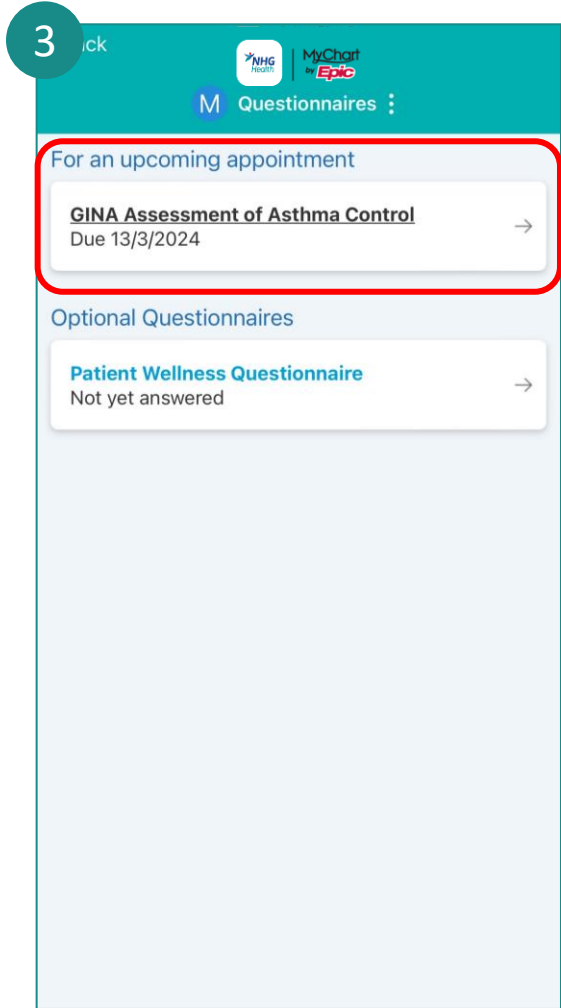 3 ck
NHG Health | MyChart by Epic
M Questionnaires
For an upcoming appointment
GINA Assessment of Asthma Control
Due 13/3/2024
Optional Questionnaires
Patient Wellness Questionnaire
Not yet answered